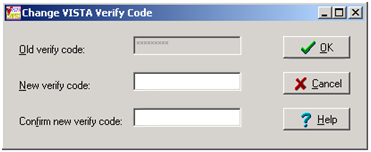 Change VISTA Verify Code
Old verify code: *********
OK
New verify code:
Cancel
Confirm new verify code:
Help